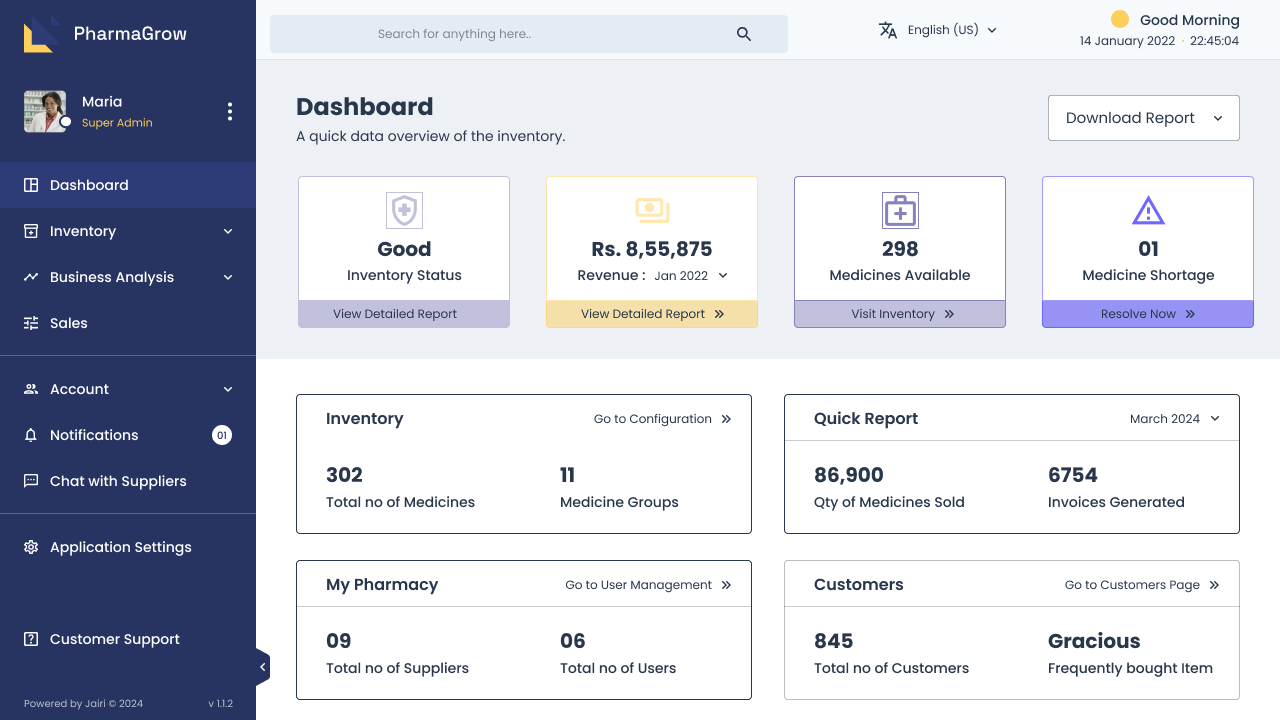 PharmaGrow
Search for anything here..
English (US)
Good Morning
14 January 2022 · 22:45:04
Maria
Super Admin
Dashboard
Inventory
Business Analysis
Sales
Account
Notifications
01
Chat with Suppliers
Application Settings
Customer Support
Powered by Jairi © 2024
v 1.1.2
Dashboard
A quick data overview of the inventory.
Download Report
Good
Inventory Status
View Detailed Report
Rs. 8,55,875
Revenue : Jan 2022
View Detailed Report
298
Medicines Available
Visit Inventory
01
Medicine Shortage
Resolve Now
Inventory
Go to Configuration
302
Total no of Medicines
11
Medicine Groups
Quick Report
March 2024
86,900
Qty of Medicines Sold
6754
Invoices Generated
My Pharmacy
Go to User Management
09
Total no of Suppliers
06
Total no of Users
Customers
Go to Customers Page
845
Total no of Customers
Gracious
Frequently bought Item